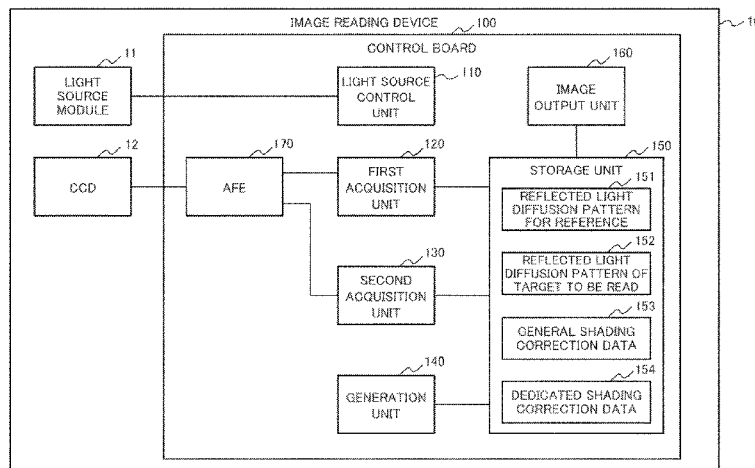 IMAGE READING DEVICE
100
CONTROL BOARD
11
LIGHT
SOURCE
MODULE
110
LIGHT SOURCE
CONTROL
UNIT
160
IMAGE
OUTPUT UNIT
12
CCD
170
AFE
120
FIRST
ACQUISITION
UNIT
150
STORAGE UNIT
151
REFLECTED LIGHT
DIFFUSION PATTERN
FOR REFERENCE
152
REFLECTED LIGHT
DIFFUSION PATTERN OF
TARGET TO BE READ
130
SECOND
ACQUISITION
UNIT
153
GENERAL SHADING
CORRECTION DATA
140
GENERATION
UNIT
154
DEDICATED SHADING
CORRECTION DATA